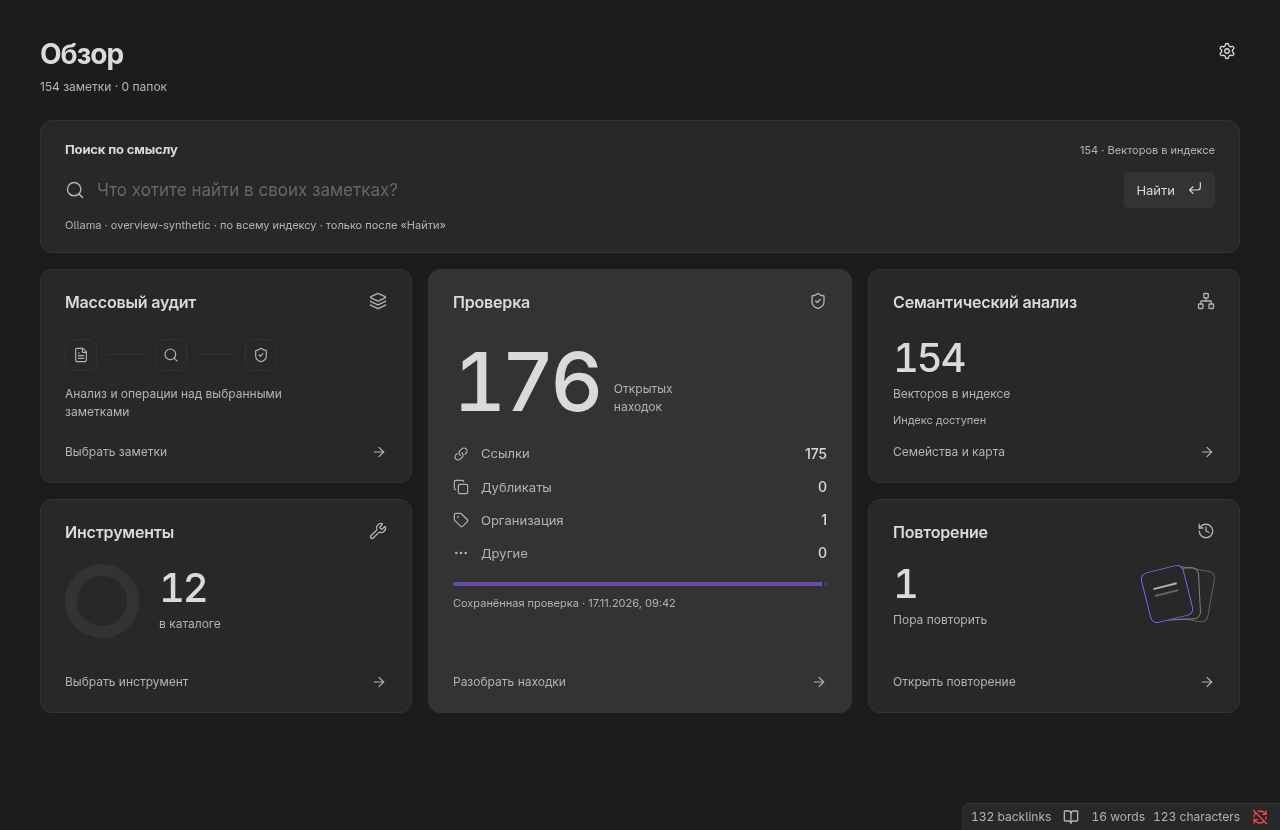 Обзор
154 заметки · 0 папок
Поиск по смыслу
154 · Векторов в индексе
Что хотите найти в своих заметках?
Найти
Ollama · overview-synthetic · по всему индексу · только после «Найти»
Массовый аудит
Анализ и операции над выбранными
заметками
Выбрать заметки
Проверка
176
Открытых
находок
Ссылки 175
Дубликаты 0
Организация 1
Другие 0
Сохранённая проверка · 17.11.2026, 09:42
Разобрать находки
Семантический анализ
154
Векторов в индексе
Индекс доступен
Семейства и карта
Инструменты
12
в каталоге
Выбрать инструмент
Повторение
1
Пора повторить
Открыть повторение
132 backlinks 16 words 123 characters